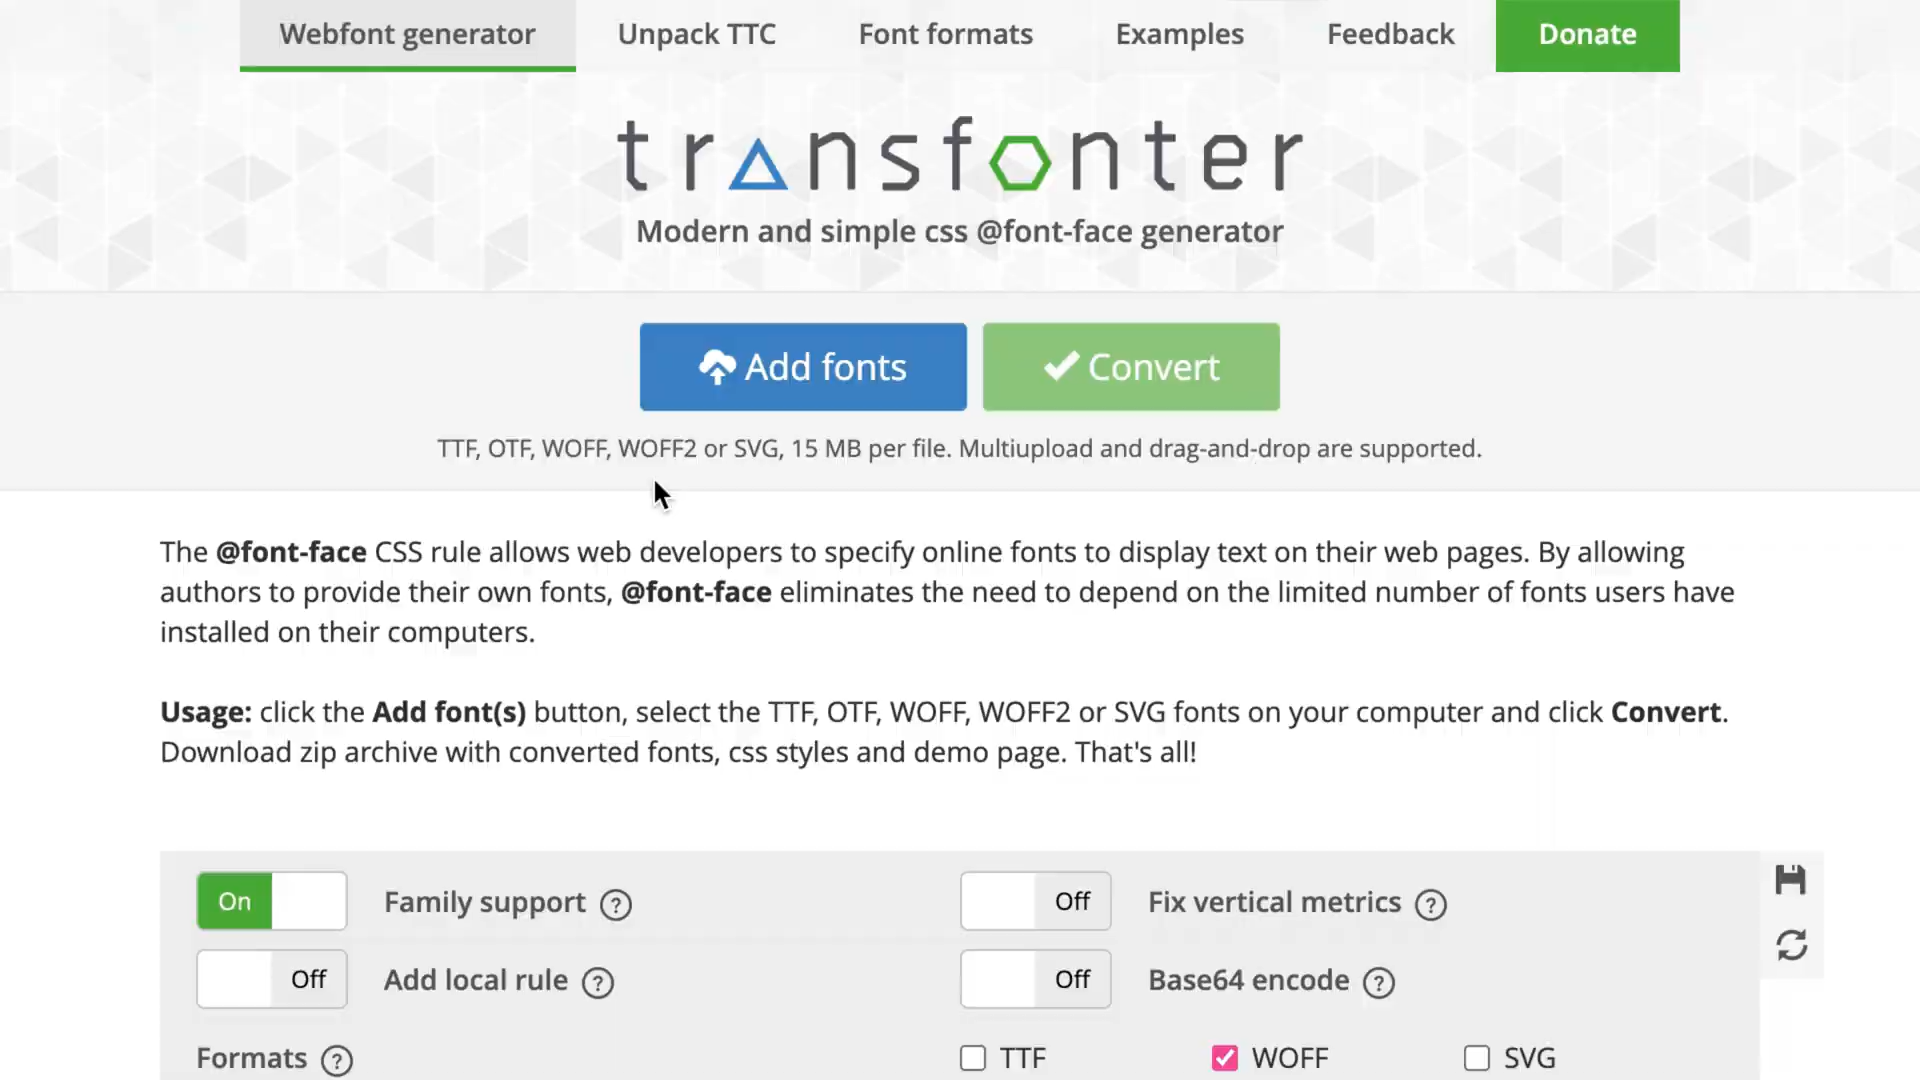 Webfont generator
Unpack TTC
Font formats
Examples
Feedback
Donate
transfonter
Modern and simple css @font-face generator
Add fonts
Convert
TTF, OTF, WOFF, WOFF2 or SVG, 15 MB per file. Multiupload and drag-and-drop are supported.
The @font-face CSS rule allows web developers to specify online fonts to display text on their web pages. By allowing
authors to provide their own fonts, @font-face eliminates the need to depend on the limited number of fonts users have
installed on their computers.
Usage: click the Add font(s) button, select the TTF, OTF, WOFF, WOFF2 or SVG fonts on your computer and click Convert.
Download zip archive with converted fonts, css styles and demo page. That's all!
On
Family support ?
Off
Fix vertical metrics ?
Off
Add local rule ?
Off
Base64 encode ?
Formats ?
TTF
WOFF
SVG